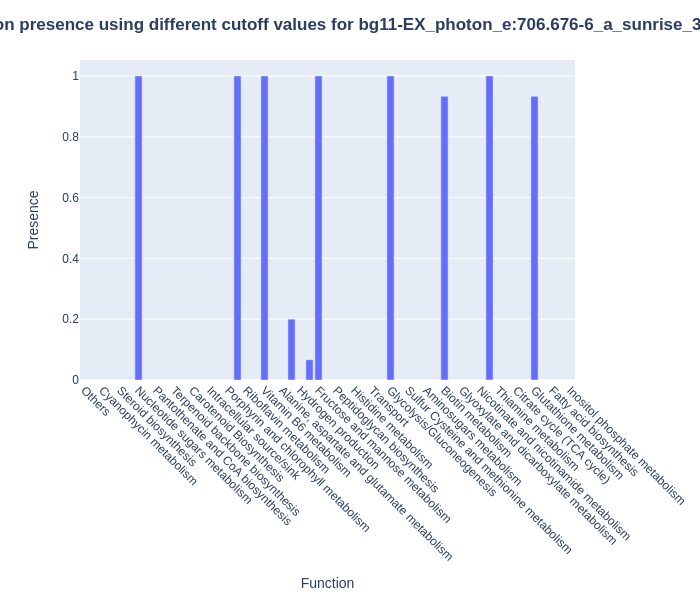 on presence using different cutoff values for bg11-EX_photon_e:706.676-6_a_sunrise_3
Presence
1
0.8
0.6
0.4
0.2
0
Others
Cyanophycin metabolism
Steroid biosynthesis
Nucleotide sugars metabolism
Pantothenate and CoA biosynthesis
Terpenoid backbone biosynthesis
Carotenoid Biosynthesis
Intracellular source/sink
Porphyrin and chlorophyll metabolism
Riboflavin metabolism
Vitamin B6 metabolism
Alanine, aspartate and glutamate metabolism
Hydrogen production
Fructose and mannose metabolism
Peptidoglycan biosynthesis
Histidine metabolism
Transport
Glycolysis/Gluconeogenesis
Sulfur Cysteine and methionine metabolism
Aminosugars metabolism
Biotin metabolism
Glyoxylate and dicarboxylate metabolism
Nicotinate and nicotinamide metabolism
Thiamine metabolism
Citrate cycle (TCA cycle)
Glutathione metabolism
Fatty acid biosynthesis
Inositol phosphate metabolism
Function